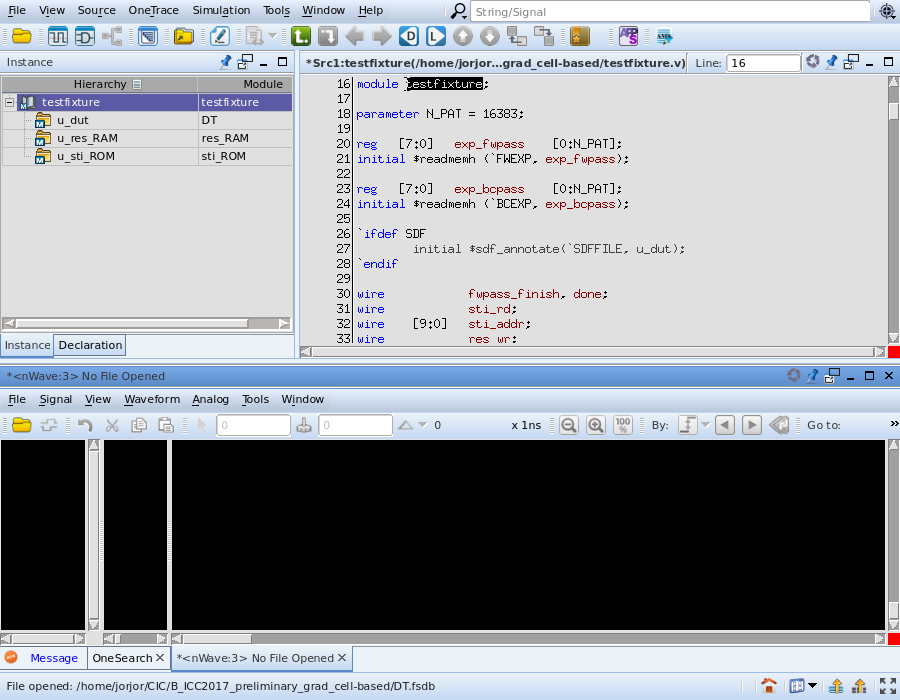 File View Source OneTrace Simulation Tools Window Help
String/Signal
Instance
*Src1:testfixture(/home/jorjor...grad_cell-based/testfixture.v)
Line: 16
Hierarchy Module
testfixture testfixture
u_dut DT
u_res_RAM res_RAM
u_sti_ROM sti_ROM
16 module `testfixture;
17
18 parameter N_PAT = 16383;
19
20 reg [7:0] exp_fwpass [0:N_PAT];
21 initial $readmemh (`FWEXP, exp_fwpass);
22
23 reg [7:0] exp_bcpass [0:N_PAT];
24 initial $readmemh (`BCEXP, exp_bcpass);
25
26 `ifdef SDF
27 initial $sdf_annotate(`SDFFILE, u_dut);
28 `endif
29
30 wire fwpass_finish, done;
31 wire sti_rd;
32 wire [9:0] sti_addr;
33 wire res_wr;
Instance Declaration
*<nWave:3> No File Opened
File Signal View Waveform Analog Tools Window
0 0 0 x 1ns 100 % By: Go to: »
Message OneSearch *<nWave:3> No File Opened
File opened: /home/jorjor/CIC/B_ICC2017_preliminary_grad_cell-based/DT.fsdb